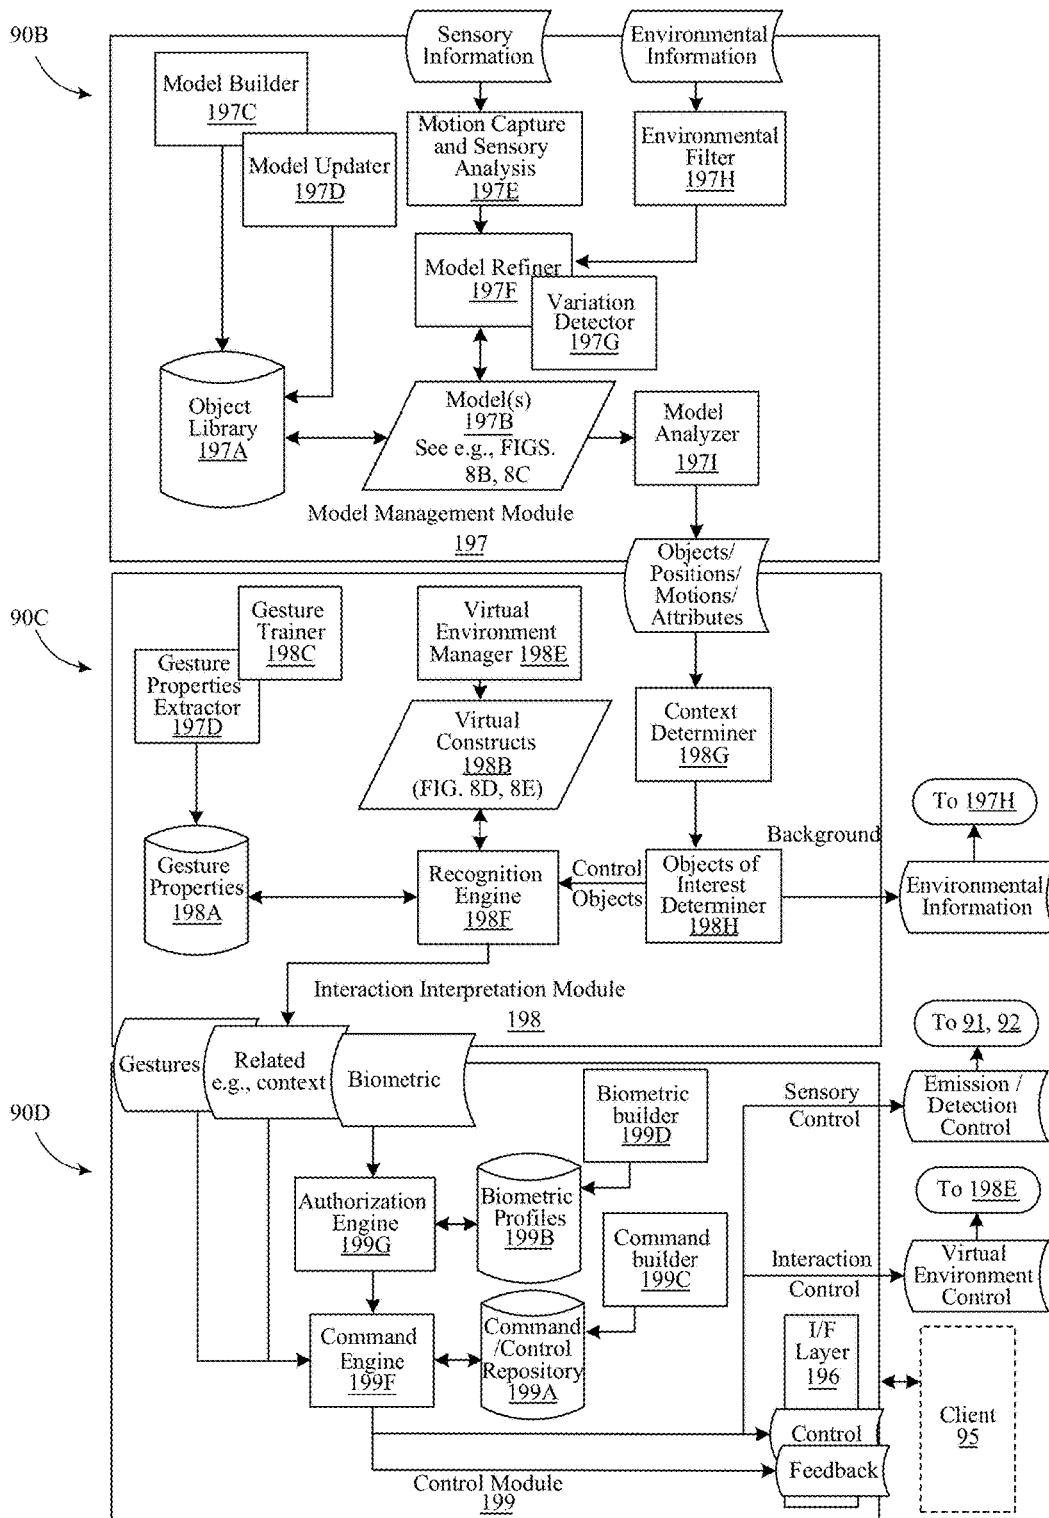 90B
Sensory
Information
Environmental
Information
Model Builder
197C
Model Updater
197D
Motion Capture
and Sensory
Analysis
197E
Environmental
Filter
197H
Model Refiner
197F
Variation
Detector
197G
Object
Library
197A
Model(s)
197B
See e.g., FIGS.
8B, 8C
Model
Analyzer
197I
Model Management Module
197
Objects/
Positions/
Motions/
Attributes
90C
Gesture
Trainer
198C
Gesture
Properties
Extractor
197D
Virtual
Environment
Manager 198E
Virtual
Constructs
198B
(FIG. 8D, 8E)
Context
Determiner
198G
To 197H
Background
Gesture
Properties
198A
Recognition
Engine
198F
Control
Objects
Objects of
Interest
Determiner
198H
Environmental
Information
Interaction Interpretation Module
198
To 91, 92
Gestures
Related
e.g., context
Biometric
90D
Biometric
builder
199D
Sensory
Control
Emission /
Detection
Control
To 198E
Authorization
Engine
199G
Biometric
Profiles
199B
Command
builder
199C
Interaction
Control
Virtual
Environment
Control
Command
Engine
199F
Command
/Control
Repository
199A
I/F
Layer
196
Client
95
Control
Feedback
Control Module
199